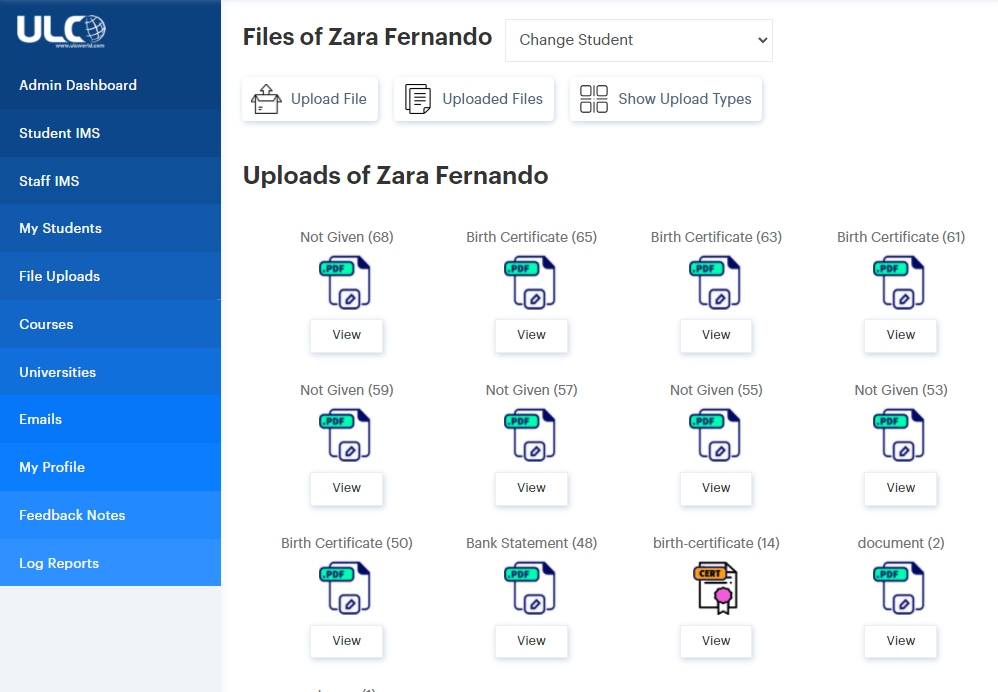 ULC
www.ulcworld.com
Admin Dashboard
Student IMS
Staff IMS
My Students
File Uploads
Courses
Universities
Emails
My Profile
Feedback Notes
Log Reports
Files of Zara Fernando
Change Student
Upload File
Uploaded Files
Show Upload Types
Uploads of Zara Fernando
Not Given (68) Birth Certificate (65) Birth Certificate (63) Birth Certificate (61)
.PDF .PDF .PDF .PDF
View View View View
Not Given (59) Not Given (57) Not Given (55) Not Given (53)
.PDF .PDF .PDF .PDF
View View View View
Birth Certificate (50) Bank Statement (48) birth-certificate (14) document (2)
.PDF .PDF CERT .PDF
View View View View
(1)